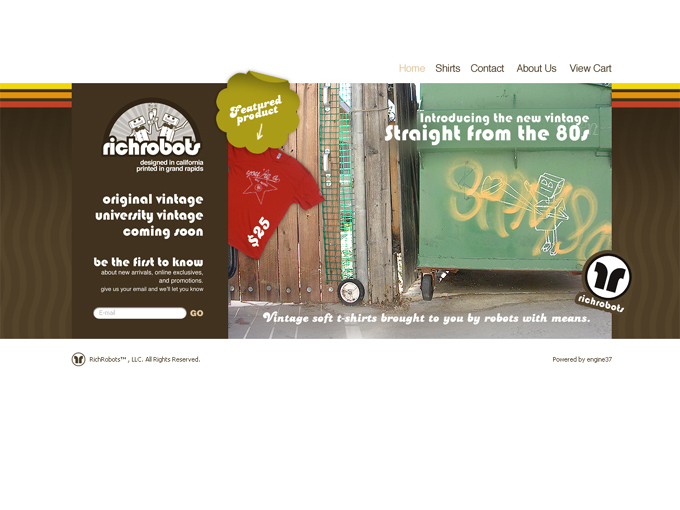 Home Shirts Contact About Us View Cart
Featured
product
richrobots
designed in california
printed in grand rapids
Introducing the new vintage
Straight from the 80s
original vintage
university vintage
coming soon
$25
be the first to know
about new arrivals, online exclusives,
and promotions.
give us your email and we'll let you know
E-mail GO
richrobots
Vintage soft t-shirts brought to you by robots with means.
RichRobots™ , LLC. All Rights Reserved.
Powered by engine37